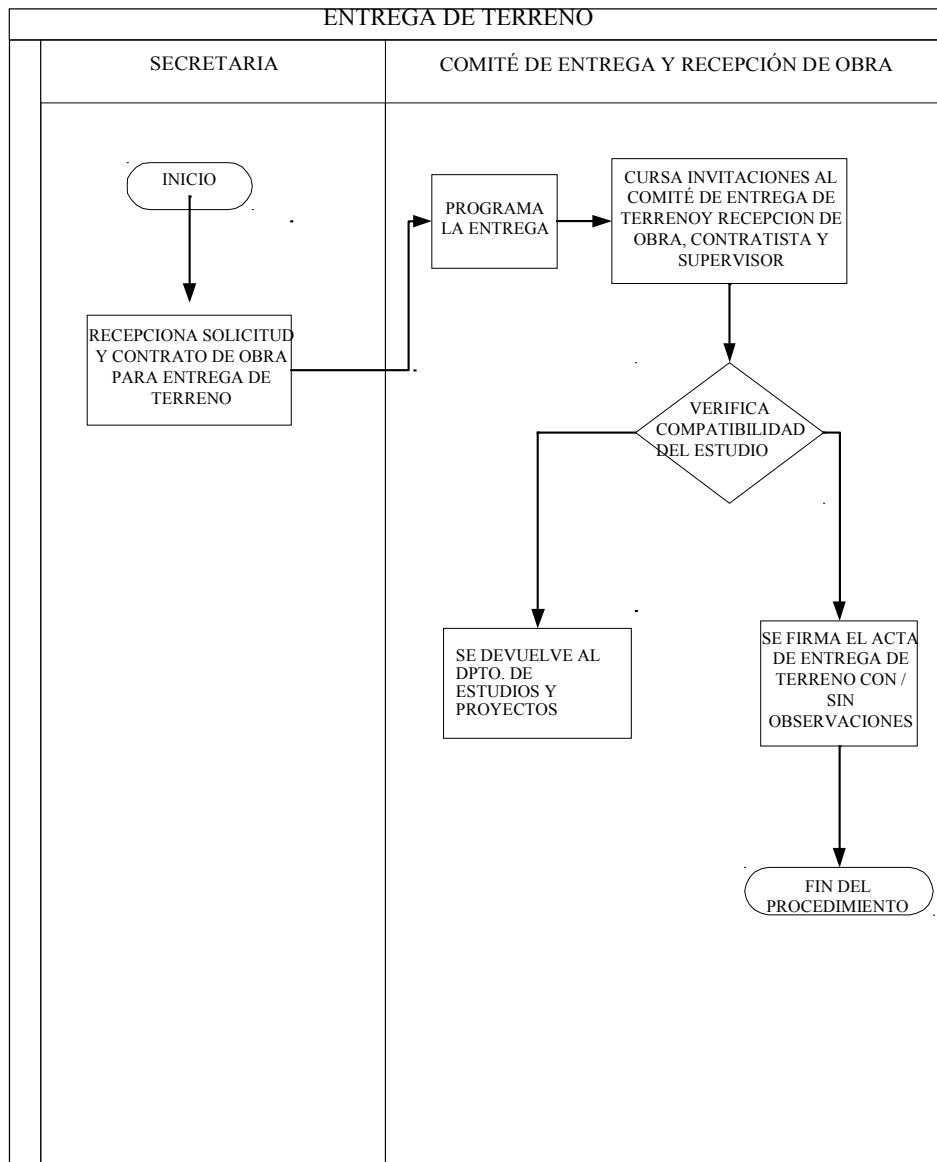 ENTREGA DE TERRENO
SECRETARIA
COMITÉ DE ENTREGA Y RECEPCIÓN DE OBRA
INICIO
RECEPCIONA SOLICITUD
Y CONTRATO DE OBRA
PARA ENTREGA DE
TERRENO
PROGRAMA
LA ENTREGA
CURSA INVITACIONES AL
COMITÉ DE ENTREGA DE
TERRENOY RECEPCION DE
OBRA, CONTRATISTA Y
SUPERVISOR
VERIFICA
COMPATIBILIDAD
DEL ESTUDIO
SE DEVUELVE AL
DPTO. DE
ESTUDIOS Y
PROYECTOS
SE FIRMA EL ACTA
DE ENTREGA DE
TERRENO CON /
SIN
OBSERVACIONES
FIN DEL
PROCEDIMIENTO